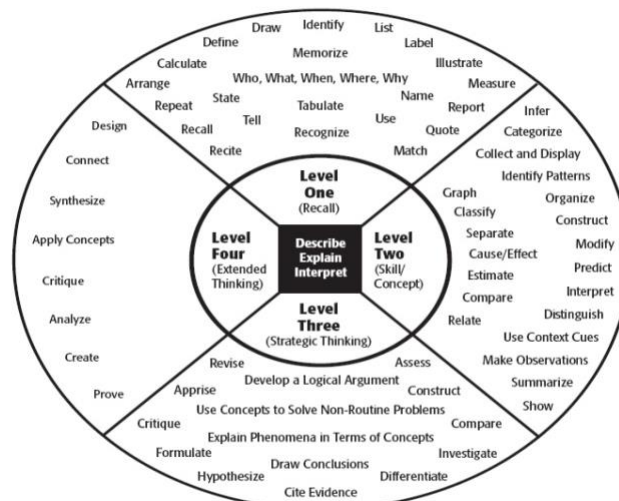 Draw
Identify
List
Define
Label
Calculate
Memorize
Illustrate
Arrange
Who, What, When, Where, Why
Measure
Repeat
State
Tabulate
Name
Report
Recall
Tell
Use
Recognize
Quote
Recite
Match
Level
One
(Recall)
Infer
Categorize
Collect and Display
Identify Patterns
Graph
Organize
Classify
Construct
Separate
Modify
Cause/Effect
Predict
Estimate
Interpret
Compare
Distinguish
Relate
Use Context Cues
Make Observations
Summarize
Show
Level
Two
(Skill/
Concept)
Describe
Explain
Interpret
Level
Four
(Extended
Thinking)
Design
Connect
Synthesize
Apply Concepts
Critique
Analyze
Create
Prove
Level
Three
(Strategic Thinking)
Revise
Assess
Develop a Logical Argument
Apprise
Construct
Use Concepts to Solve Non-Routine Problems
Critique
Compare
Explain Phenomena in Terms of Concepts
Formulate
Investigate
Draw Conclusions
Hypothesize
Differentiate
Cite Evidence